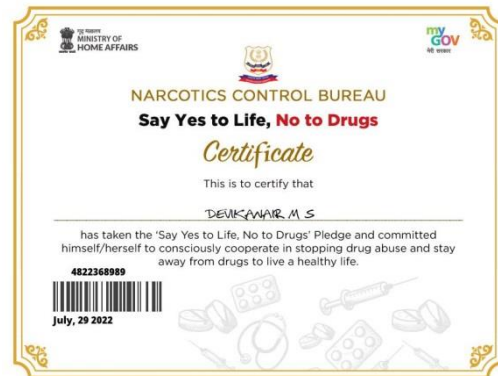 गृह मंत्रालय
MINISTRY OF
HOME AFFAIRS
my
GOV
मेरी सरकार
NARCOTICS CONTROL BUREAU
Say Yes to Life, No to Drugs
Certificate
This is to certify that
DEVIKANAIR M S
has taken the 'Say Yes to Life, No to Drugs' Pledge and committed
himself/herself to consciously cooperate in stopping drug abuse and stay
away from drugs to live a healthy life.
4822368989
July, 29 2022